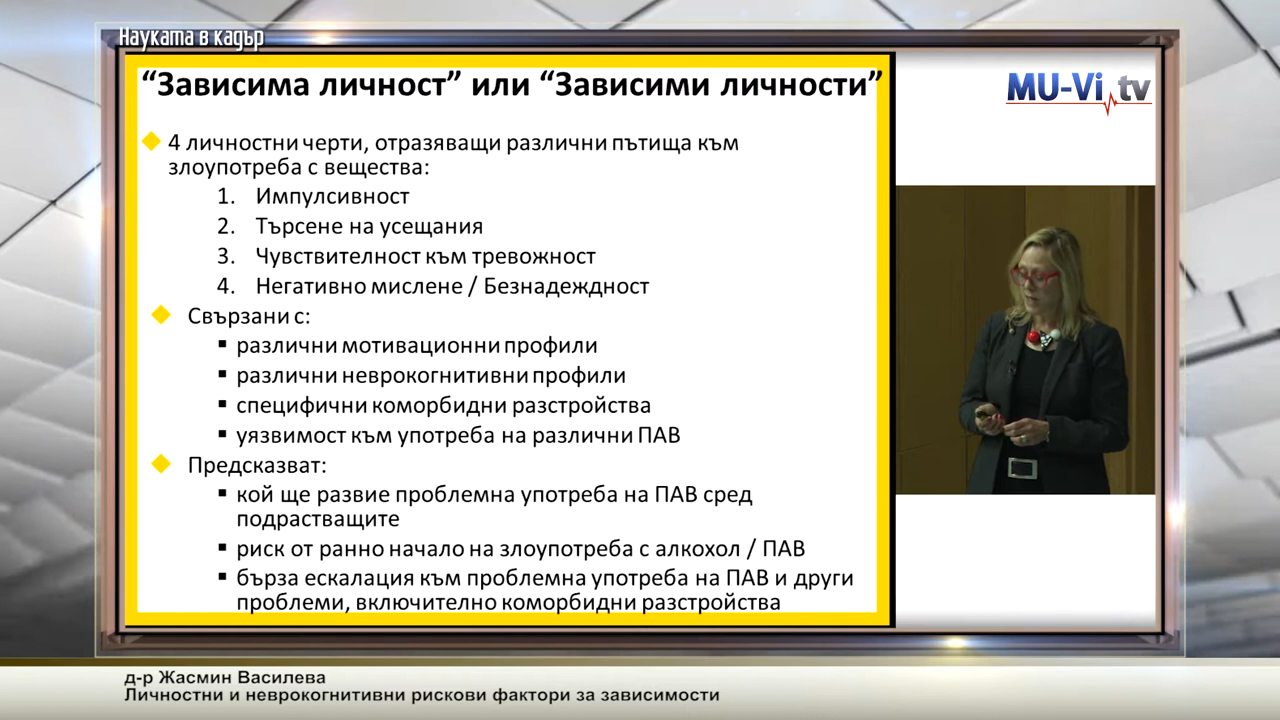 Науката в кадър
“Зависима личност” или “Зависими личности”
MU-Vi.tv
4 личностни черти, отразяващи различни пътища към
злоупотреба с вещества:
1. Импулсивност
2. Търсене на усещания
3. Чувствителност към тревожност
4. Негативно мислене / Безнадеждност
Свързани с:
различни мотивационни профили
различни неврокогнитивни профили
специфични коморбидни разстройства
уязвимост към употреба на различни ПАВ
Предсказват:
кой ще развие проблемна употреба на ПАВ сред
подрастващите
риск от ранно начало на злоупотреба с алкохол / ПАВ
бърза ескалация към проблемна употреба на ПАВ и други
проблеми, включително коморбидни разстройства
д-р Жасмин Василева
Личностни и неврокогнитивни рискови фактори за зависимости